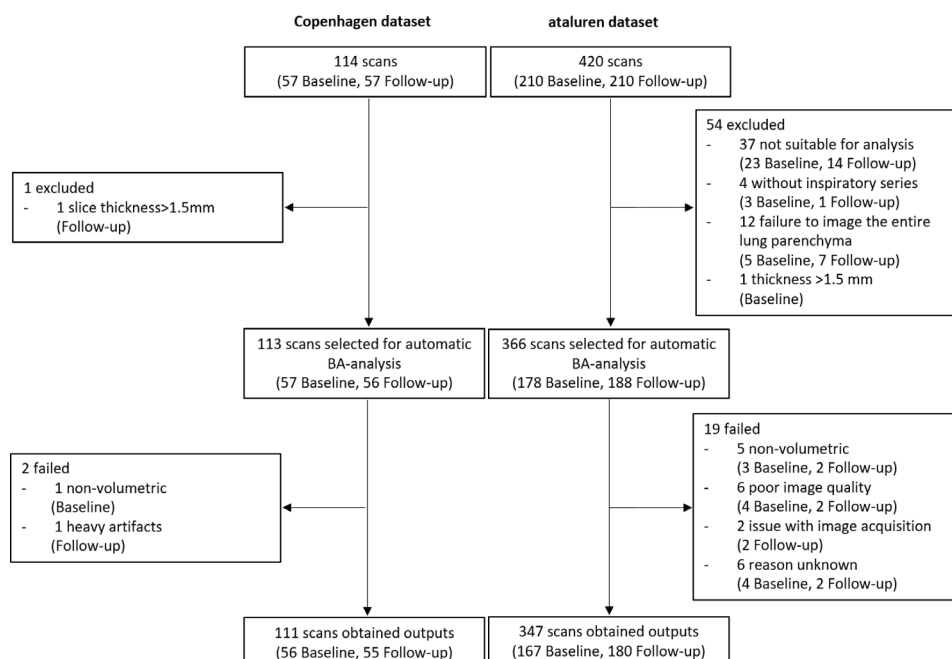 Copenhagen dataset
ataluren dataset
114 scans
(57 Baseline, 57 Follow-up)
420 scans
(210 Baseline, 210 Follow-up)
54 excluded
- 37 not suitable for analysis
(23 Baseline, 14 Follow-up)
- 4 without inspiratory series
(3 Baseline, 1 Follow-up)
- 12 failure to image the entire
lung parenchyma
(5 Baseline, 7 Follow-up)
- 1 thickness >1.5 mm
(Baseline)
1 excluded
- 1 slice thickness>1.5mm
(Follow-up)
113 scans selected for automatic
BA-analysis
(57 Baseline, 56 Follow-up)
366 scans selected for automatic
BA-analysis
(178 Baseline, 188 Follow-up)
19 failed
- 5 non-volumetric
(3 Baseline, 2 Follow-up)
- 6 poor image quality
(4 Baseline, 2 Follow-up)
- 2 issue with image acquisition
(2 Follow-up)
- 6 reason unknown
(4 Baseline, 2 Follow-up)
2 failed
- 1 non-volumetric
(Baseline)
- 1 heavy artifacts
(Follow-up)
111 scans obtained outputs
(56 Baseline, 55 Follow-up)
347 scans obtained outputs
(167 Baseline, 180 Follow-up)